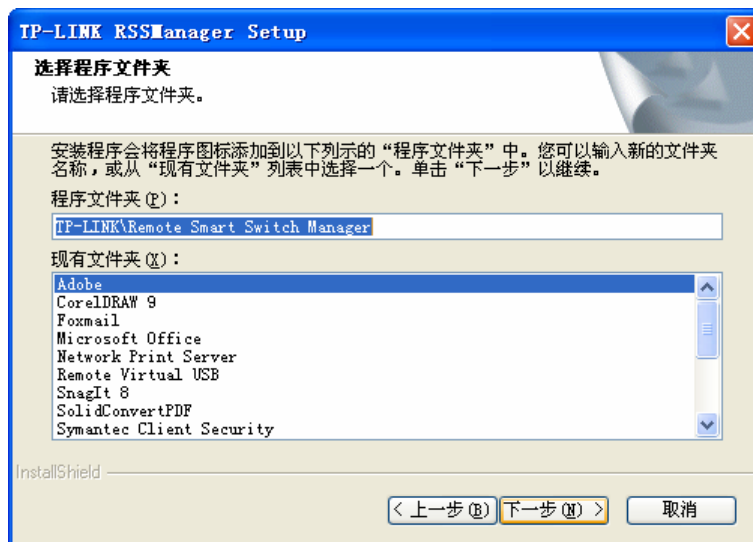 TP-LINK RSSManager Setup
选择程序文件夹
请选择程序文件夹。
安装程序会将程序图标添加到以下列示的“程序文件夹”中。您可以输入新的文件夹
名称，或从“现有文件夹”列表中选择一个。单击“下一步”以继续。
程序文件夹(P)：
TP-LINK\Remote Smart Switch Manager
现有文件夹(X)：
Adobe
CorelDRAW 9
Foxmail
Microsoft Office
Network Print Server
Remote Virtual USB
SnagIt 8
SolidConvertPDF
Symantec Client Security
InstallShield
< 上一步(B) 下一步(N) > 取消